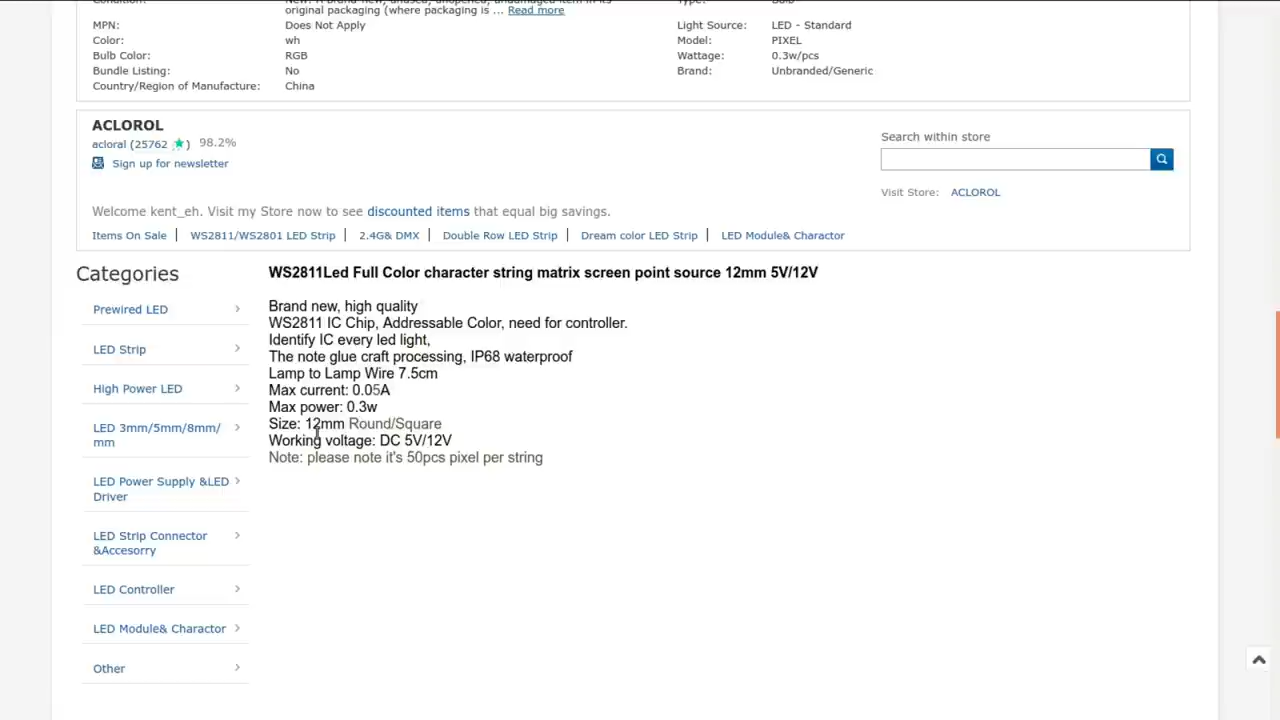 original packaging (where packaging is ... Read more
MPN: Does Not Apply
Light Source: LED - Standard
Color: wh
Model: PIXEL
Bulb Color: RGB
Wattage: 0.3w/pcs
Bundle Listing: No
Brand: Unbranded/Generic
Country/Region of Manufacture: China
ACLOROL
acloral (25762 ) 98.2%
Sign up for newsletter
Search within store
Visit Store: ACLOROL
Welcome kent_eh. Visit my Store now to see discounted items that equal big savings.
Items On Sale | WS2811/WS2801 LED Strip | 2.4G& DMX | Double Row LED Strip | Dream color LED Strip | LED Module& Charactor
Categories
Prewired LED
LED Strip
High Power LED
LED 3mm/5mm/8mm/
mm
LED Power Supply &LED
Driver
LED Strip Connector
&Accesorry
LED Controller
LED Module& Charactor
Other
WS2811Led Full Color character string matrix screen point source 12mm 5V/12V
Brand new, high quality
WS2811 IC Chip, Addressable Color, need for controller.
Identify IC every led light,
The note glue craft processing, IP68 waterproof
Lamp to Lamp Wire 7.5cm
Max current: 0.05A
Max power: 0.3w
Size: 12mm Round/Square
Working voltage: DC 5V/12V
Note: please note it's 50pcs pixel per string